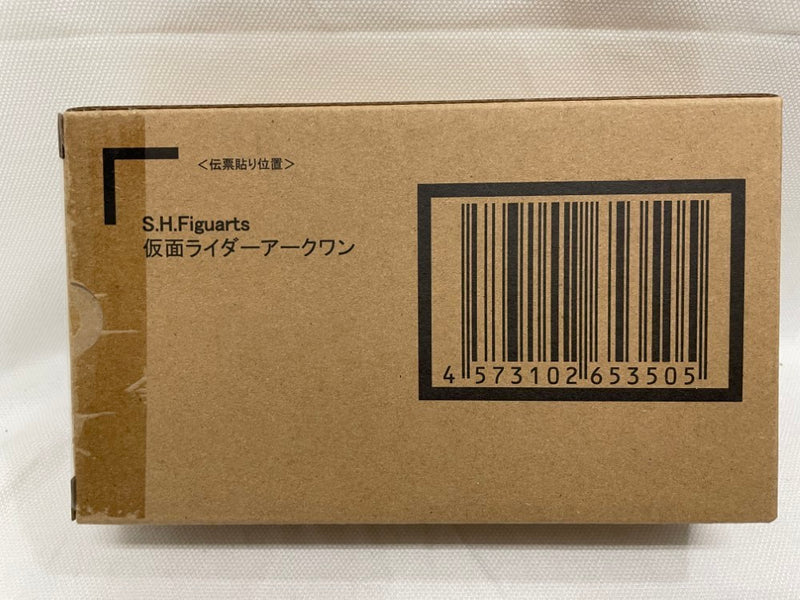 <伝票貼り位置>
S.H.Figuarts
仮面ライダーアークワン
4 573102 653505